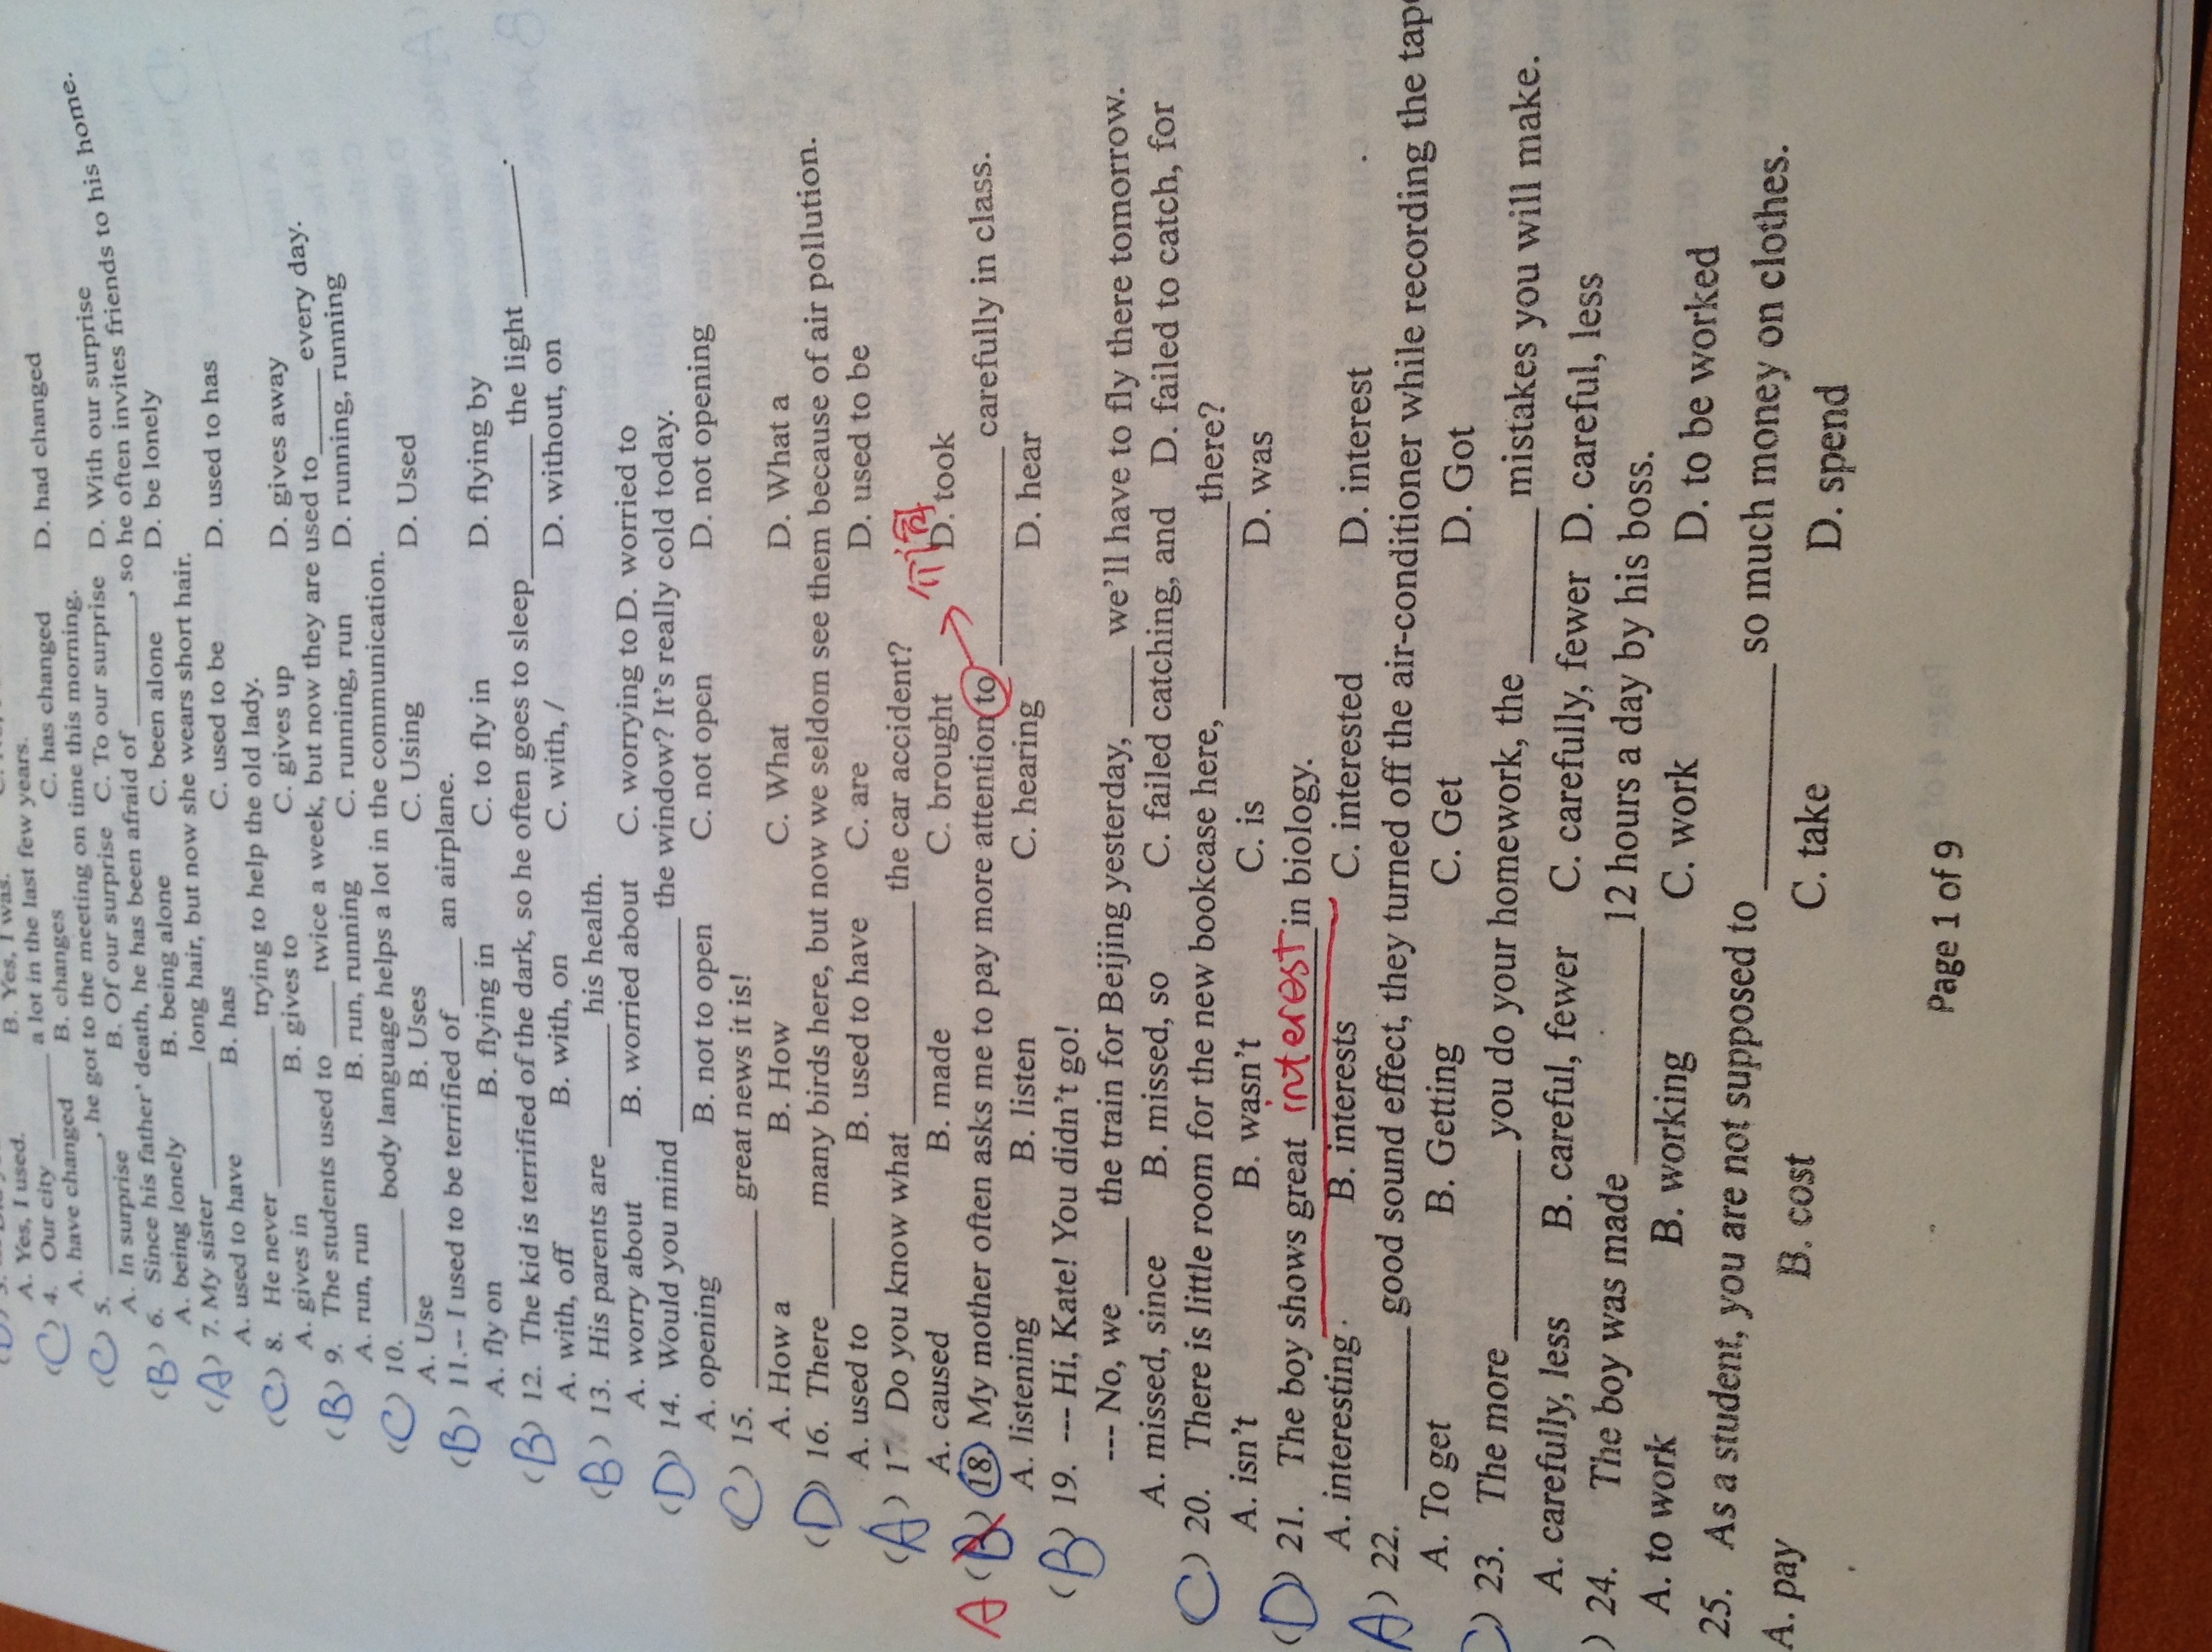 A. Yes, I used. B. Yes, I was.
(C) 4. Our city ________ a lot in the last few years.
A. have changed B. changes C. has changed D. had changed
(C) 5. __________, he got to the meeting on time this morning.
A. In surprise B. Of our surprise C. To our surprise D. With our surprise
(B) 6. Since his father' death, he has been afraid of _________, so he often invites friends to his home.
A. being lonely B. being alone C. been alone D. be lonely
(A) 7. My sister _________ long hair, but now she wears short hair.
A. used to have B. has C. used to be D. used to has
(C) 8. He never ___________ trying to help the old lady.
A. gives in B. gives to C. gives up D. gives away
(B) 9. The students used to _____ twice a week, but now they are used to______ every day.
A. run, run B. run, running C. running, run D. running, running
(C) 10. ________ body language helps a lot in the communication.
A. Use B. Uses C. Using D. Used
(B) 11.-- I used to be terrified of _____ an airplane.
A. fly on B. flying in C. to fly in D. flying by
(B) 12. The kid is terrified of the dark, so he often goes to sleep_________ the light ________.
A. with, off B. with, on C. with, / D. without, on
(B) 13. His parents are ________ his health.
A. worry about B. worried about C. worrying to D. worried to
(D) 14. Would you mind _____________ the window? It's really cold today.
A. opening B. not to open C. not open D. not opening
(C) 15. ___________ great news it is!
A. How a B. How C. What D. What a
(D) 16. There ______ many birds here, but now we seldom see them because of air pollution.
A. used to B. used to have C. are D. used to be
(A) 17 Do you know what _____________ the car accident?
介词
A. caused B. made C. brought D. took
A (B) 18. My mother often asks me to pay more attention to _____________ carefully in class.
A. listening B. listen C. hearing D. hear
(B) 19. --- Hi, Kate! You didn't go!
--- No, we _____ the train for Beijing yesterday, _____ we'll have to fly there tomorrow.
A. missed, since B. missed, so C. failed catching, and D. failed to catch, for
C) 20. There is little room for the new bookcase here, ____________there?
A. isn't B. wasn't C. is D. was
(D) 21. The boy shows great interest in biology.
A. interesting B. interests C. interested D. interest
A) 22. _________ good sound effect, they turned off the air-conditioner while recording the tap
A. To get B. Getting C. Get D. Got
) 23. The more __________ you do your homework, the ________ mistakes you will make.
A. carefully, less B. careful, fewer C. carefully, fewer D. careful, less
) 24. The boy was made ____________12 hours a day by his boss.
A. to work B. working C. work D. to be worked
25. As a student, you are not supposed to ____________ so much money on clothes.
A. pay B. cost C. take D. spend
Page 1 of 9